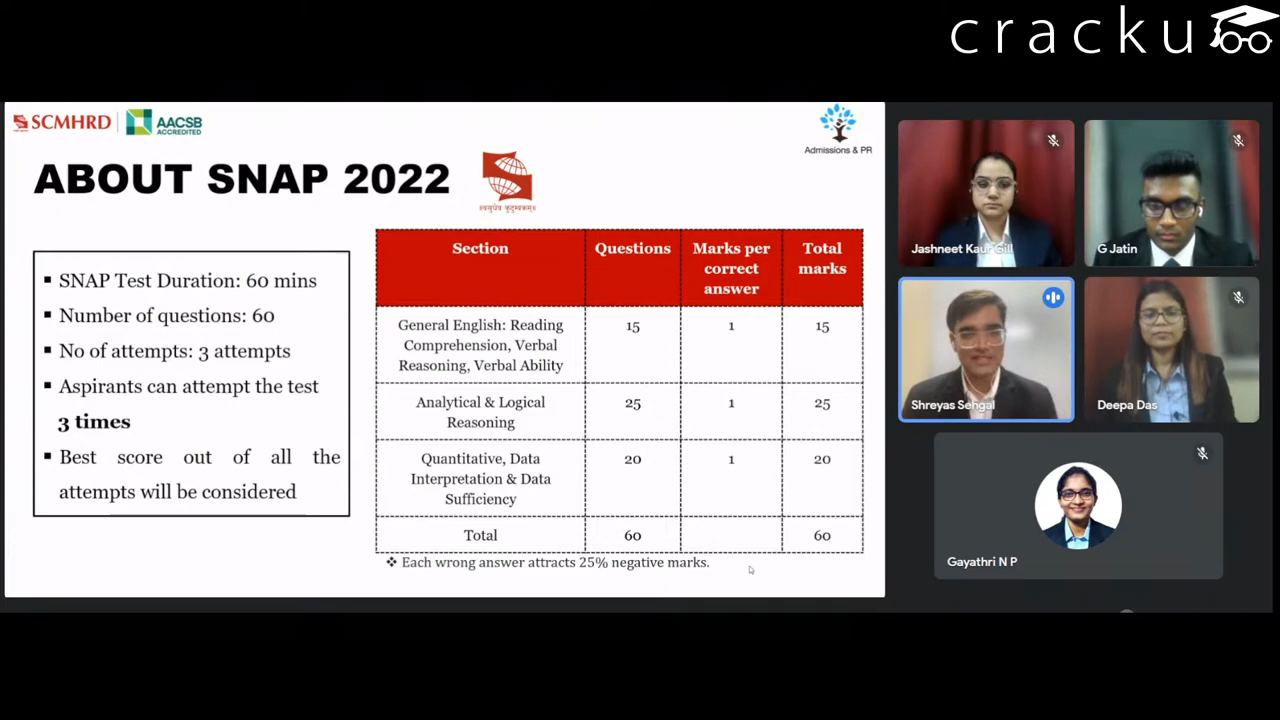 cracku
SCMHRD
AACSB
ACCREDITED
Admissions & PR
ABOUT SNAP 2022
॥वसुधैव कुटुम्बकम्॥
▪ SNAP Test Duration: 60 mins
▪ Number of questions: 60
▪ No of attempts: 3 attempts
▪ Aspirants can attempt the test
3 times
▪ Best score out of all the
attempts will be considered
Section Questions Marks per correct answer Total marks
General English: Reading Comprehension, Verbal Reasoning, Verbal Ability 15 1 15
Analytical & Logical Reasoning 25 1 25
Quantitative, Data Interpretation & Data Sufficiency 20 1 20
Total 60 60
❖ Each wrong answer attracts 25% negative marks.
Jashneet Kaur Gill
G Jatin
Shreyas Sehgal
Deepa Das
Gayathri N P